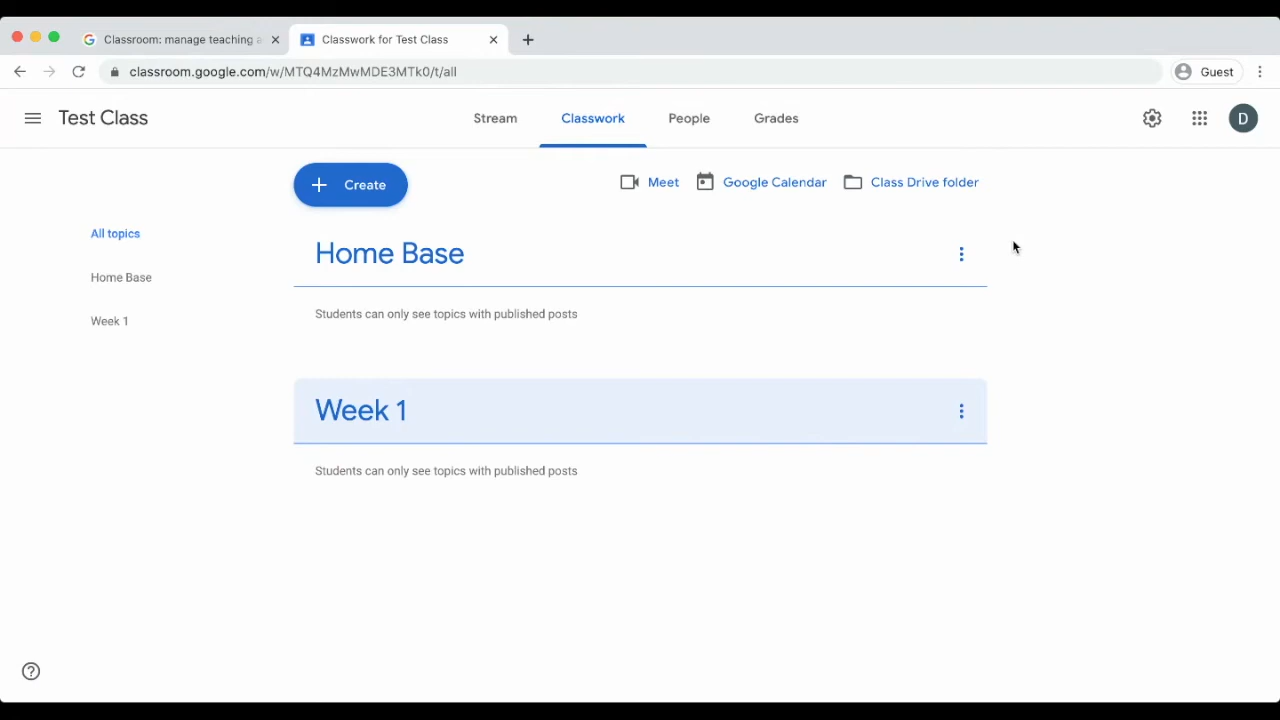 Classroom: manage teaching a
Classwork for Test Class
classroom.google.com/w/MTQ4MzMwMDE3MTk0/t/all
Guest
Test Class
Stream
Classwork
People
Grades
D
Create
Meet
Google Calendar
Class Drive folder
All topics
Home Base
Week 1
Home Base
Students can only see topics with published posts
Week 1
Students can only see topics with published posts